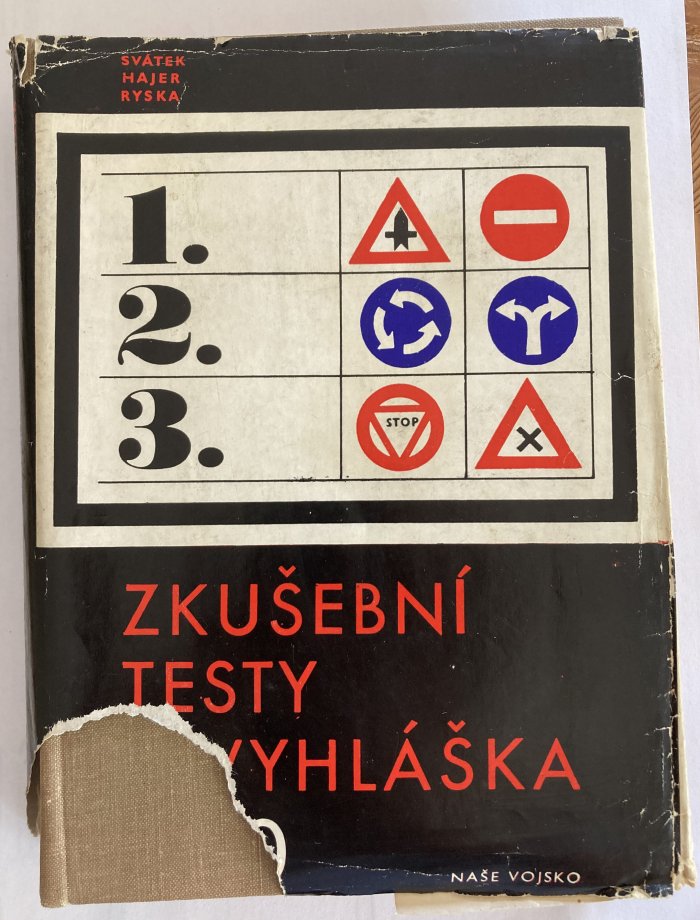 SVÁTEK
HAJER
RYSKA
1.
2.
3.
STOP
ZKUŠEBNÍ
TESTY
VYHLÁŠKA
NAŠE VOJSKO